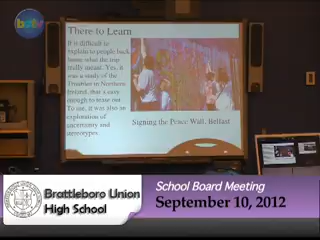 There to Learn
It is difficult to
explain to people back
home what the trip
really meant. Yes, it
was a study of the
Troubles in Northern
Ireland, that's easy
enough to tease out.
To me, it was also an
exploration of
uncertainty and
stereotypes.
Signing the Peace Wall, Belfast
School Board Meeting
Brattleboro Union
High School
September 10, 2012